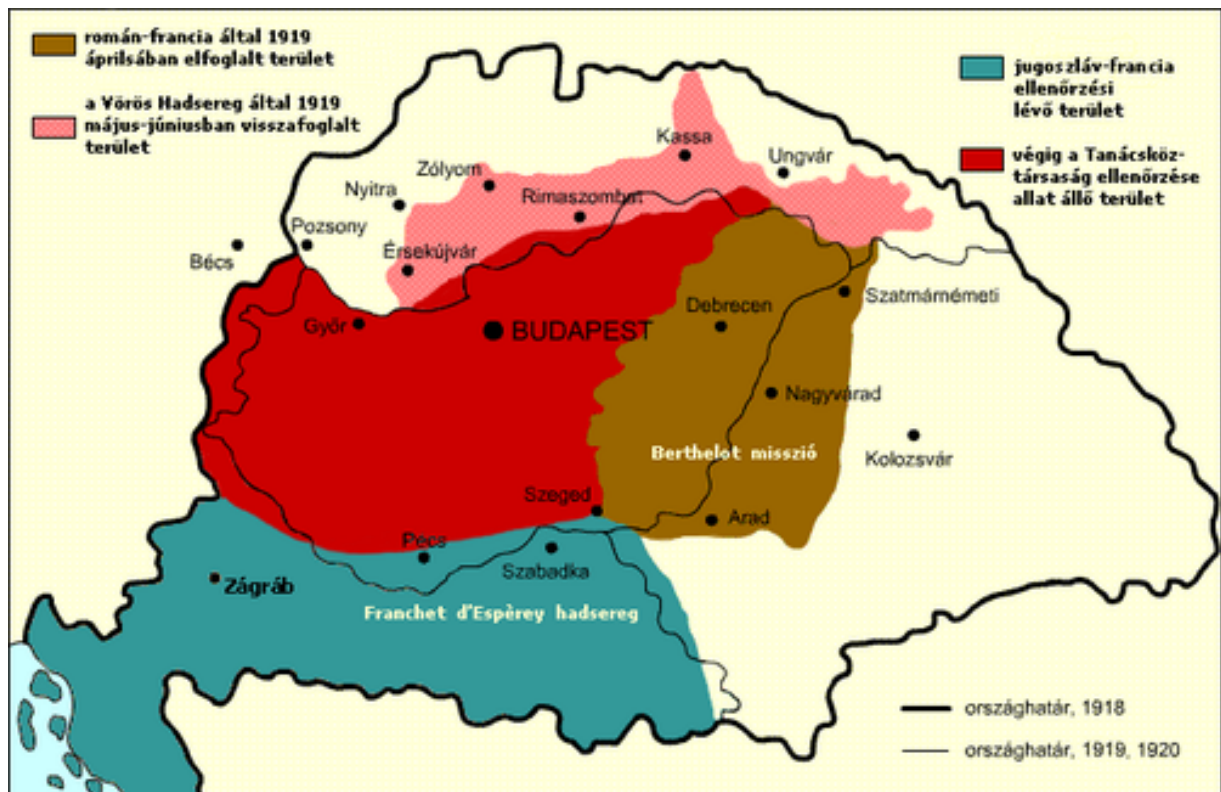 román-francia által 1919
áprilsában elfoglalt terület
a Vörös Hadsereg által 1919
május-júniusban visszafoglalt
terület
jugoszláv-francia
ellenőrzési
lévő terület
végig a Tanácsköz-
társaság ellenőrzése
allat álló terület
Kassa
Ungvár
Zólyom
Nyitra
Rimaszombat
Pozsony
Bécs
Érsekújvár
Szatmárnémeti
Debrecen
Győr
BUDAPEST
Nagyvárad
Berthelot misszió
Kolozsvár
Szeged
Arad
Pécs
Szabadka
Zágráb
Franchet d'Espèrey hadsereg
országhatár, 1918
országhatár, 1919, 1920